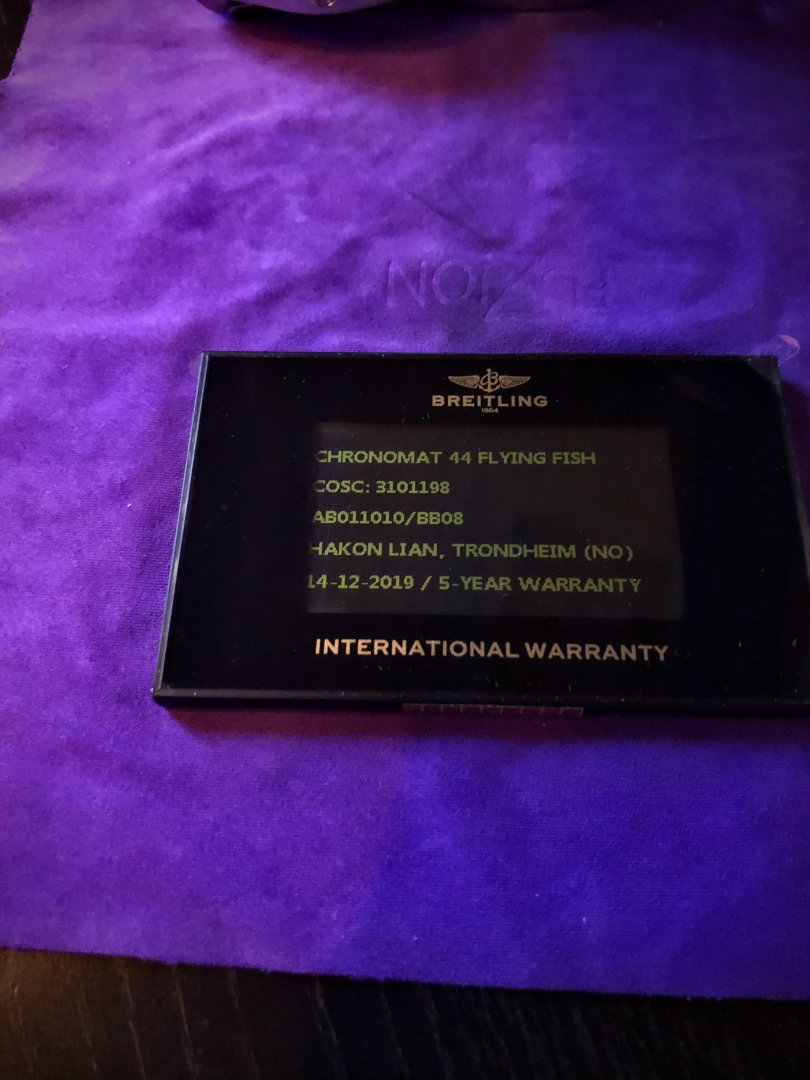 BREITLING
1884
CHRONOMAT 44 FLYING FISH
COSC: 3101198
AB011010/BB08
HAKON LIAN, TRONDHEIM (NO)
14-12-2019 / 5-YEAR WARRANTY
INTERNATIONAL WARRANTY